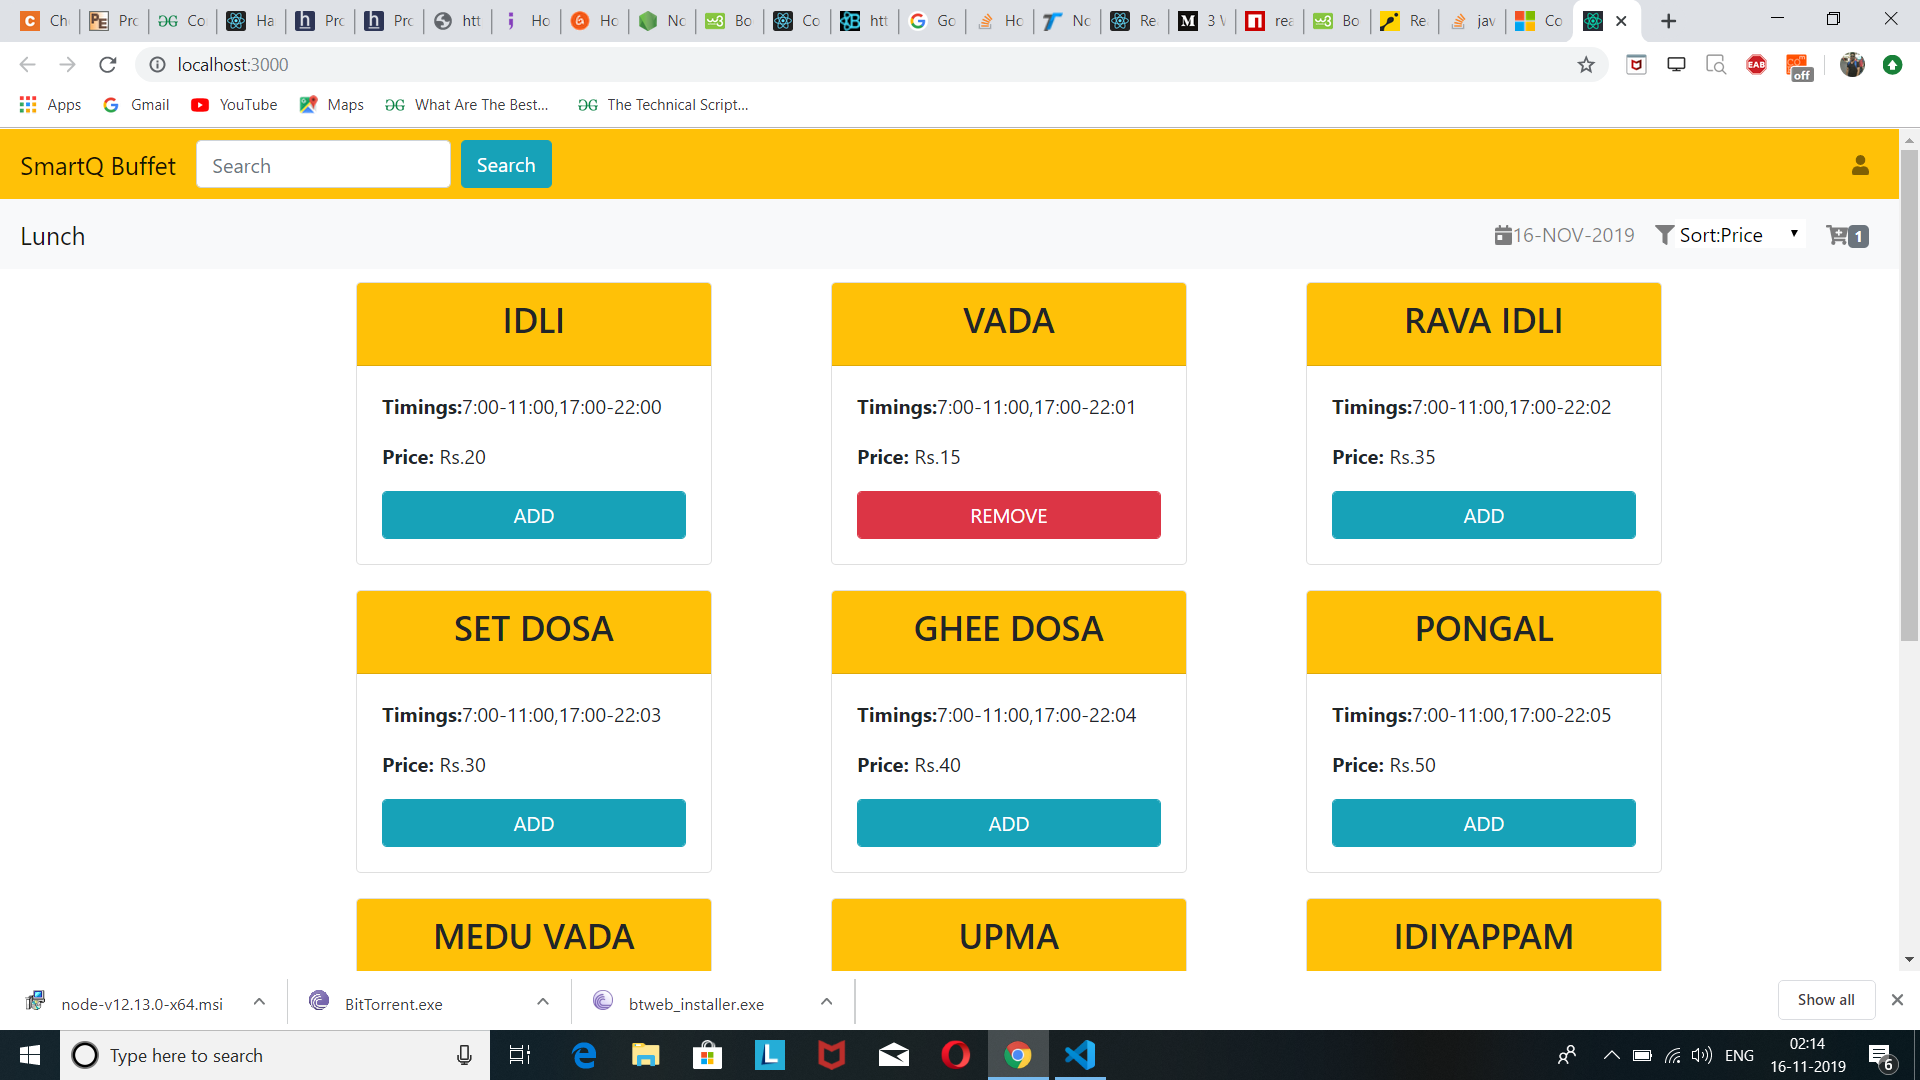 Ch Pro Co Ha Pro Pro htt Ho Ho No Bo Co htt Go Ho No Re 3 W rea Bo Re jav Co
localhost:3000
off
Apps Gmail YouTube Maps What Are The Best... The Technical Script...
SmartQ Buffet Search Search
Lunch 16-NOV-2019 Sort:Price 1
IDLI VADA RAVA IDLI
Timings:7:00-11:00,17:00-22:00 Timings:7:00-11:00,17:00-22:01 Timings:7:00-11:00,17:00-22:02
Price: Rs.20 Price: Rs.15 Price: Rs.35
ADD REMOVE ADD
SET DOSA GHEE DOSA PONGAL
Timings:7:00-11:00,17:00-22:03 Timings:7:00-11:00,17:00-22:04 Timings:7:00-11:00,17:00-22:05
Price: Rs.30 Price: Rs.40 Price: Rs.50
ADD ADD ADD
MEDU VADA UPMA IDIYAPPAM
node-v12.13.0-x64.msi BitTorrent.exe btweb_installer.exe Show all
Type here to search ENG 02:14
16-11-2019 6